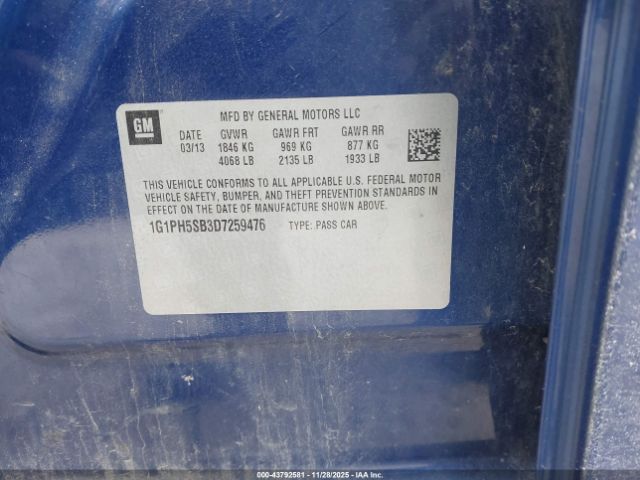 GM
MFD BY GENERAL MOTORS LLC
DATE GVWR GAWR FRT GAWR RR
03/13 1846 KG 969 KG 877 KG
4068 LB 2135 LB 1933 LB
THIS VEHICLE CONFORMS TO ALL APPLICABLE U.S. FEDERAL MOTOR
VEHICLE SAFETY, BUMPER, AND THEFT PREVENTION STANDARDS IN
EFFECT ON THE DATE OF MANUFACTURE SHOWN ABOVE.
1G1PH5SB3D7259476 TYPE: PASS CAR
000-43792581 - 11/28/2025 - IAA Inc.